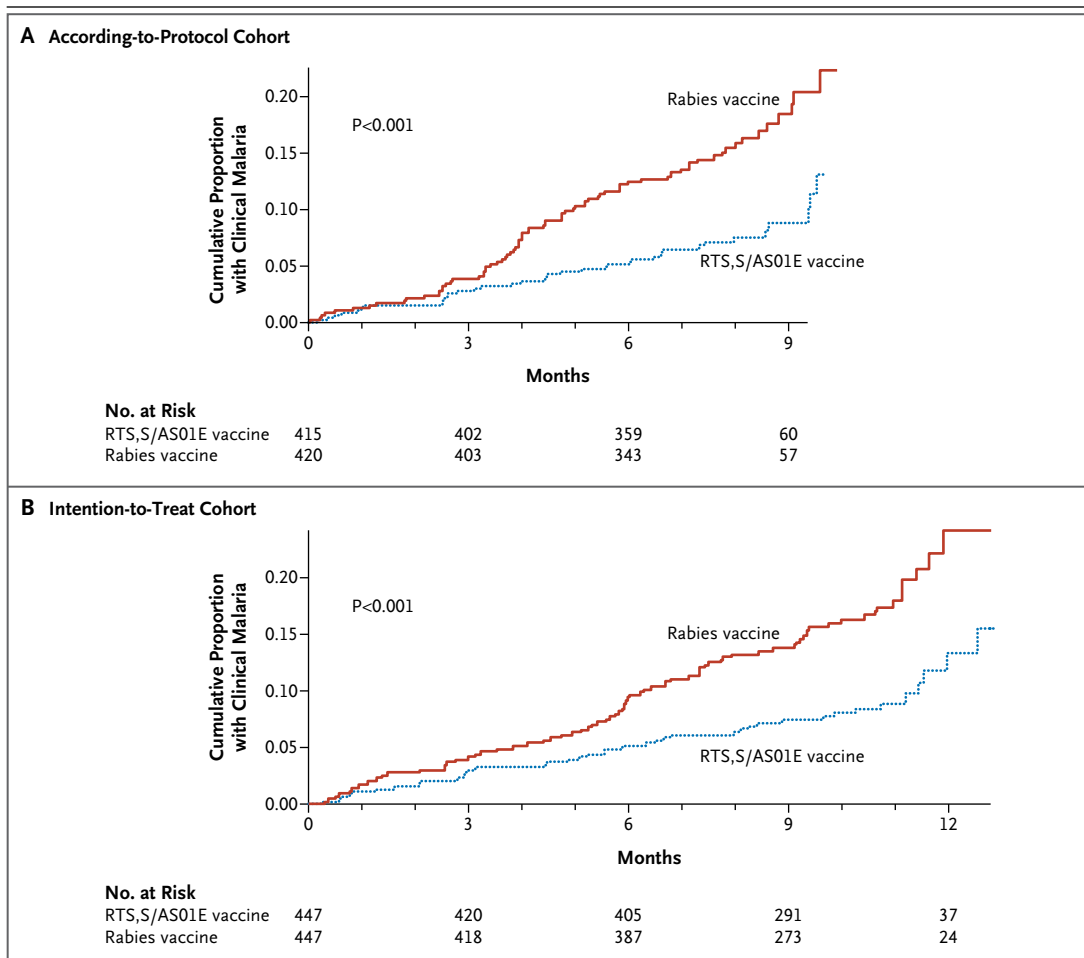 A According-to-Protocol Cohort
Cumulative Proportion
with Clinical Malaria
0.20
0.15
0.10
0.05
0.00
P<0.001
Rabies vaccine
RTS,S/AS01E vaccine
0 3 6 9
Months
No. at Risk
RTS,S/AS01E vaccine 415 402 359 60
Rabies vaccine 420 403 343 57
B Intention-to-Treat Cohort
Cumulative Proportion
with Clinical Malaria
0.20
0.15
0.10
0.05
0.00
P<0.001
Rabies vaccine
RTS,S/AS01E vaccine
0 3 6 9 12
Months
No. at Risk
RTS,S/AS01E vaccine 447 420 405 291 37
Rabies vaccine 447 418 387 273 24